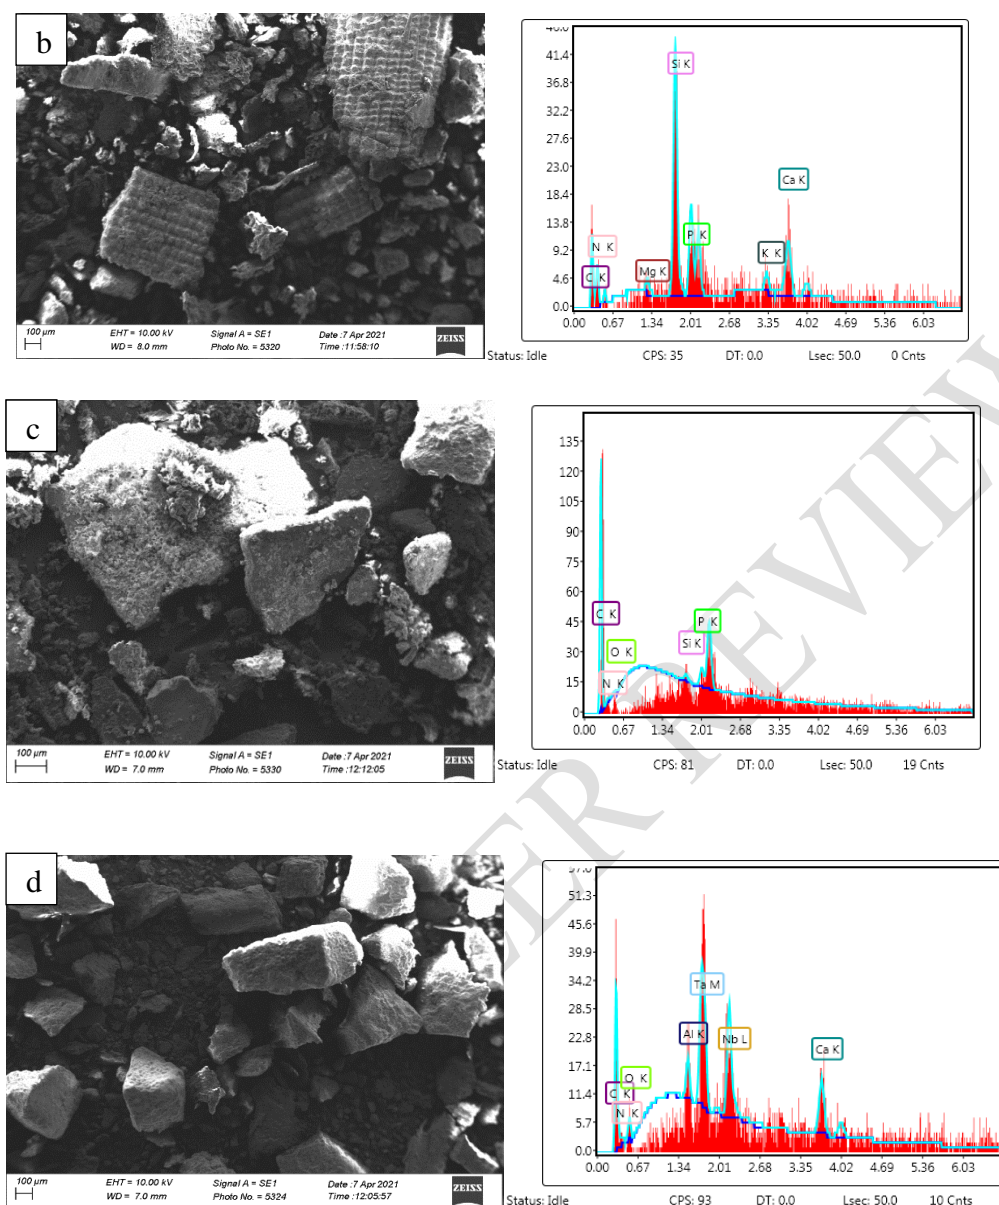 b
46.0
41.4
36.8
32.2
27.6
23.0
18.4
13.8
9.2
4.6
0.0
Si K
Ca K
P K
N K
K K
Mg K
C K
0.00 0.67 1.34 2.01 2.68 3.35 4.02 4.69 5.36 6.03
100 µm
EHT = 10.00 kV Signal A = SE1 Date :7 Apr 2021
WD = 8.0 mm Photo No. = 5320 Time :11:58:10
ZEISS
Status: Idle CPS: 35 DT: 0.0 Lsec: 50.0 0 Cnts
c
135
120
105
90
75
60
45
30
15
0
C K
P K
Si K
O K
N K
0.00 0.67 1.34 2.01 2.68 3.35 4.02 4.69 5.36 6.03
100 µm
EHT = 10.00 kV Signal A = SE1 Date :7 Apr 2021
WD = 7.0 mm Photo No. = 5330 Time :12:12:05
ZEISS
Status: Idle CPS: 81 DT: 0.0 Lsec: 50.0 19 Cnts
d
57.0
51.3
45.6
39.9
34.2
28.5
22.8
17.1
11.4
5.7
0.0
Ta M
Al K
Nb L
Ca K
O K
C K
N K
0.00 0.67 1.34 2.01 2.68 3.35 4.02 4.69 5.36 6.03
100 µm
EHT = 10.00 kV Signal A = SE1 Date :7 Apr 2021
WD = 7.0 mm Photo No. = 5324 Time :12:05:57
ZEISS
Status: Idle CPS: 93 DT: 0.0 Lsec: 50.0 10 Cnts
ER REVIEW